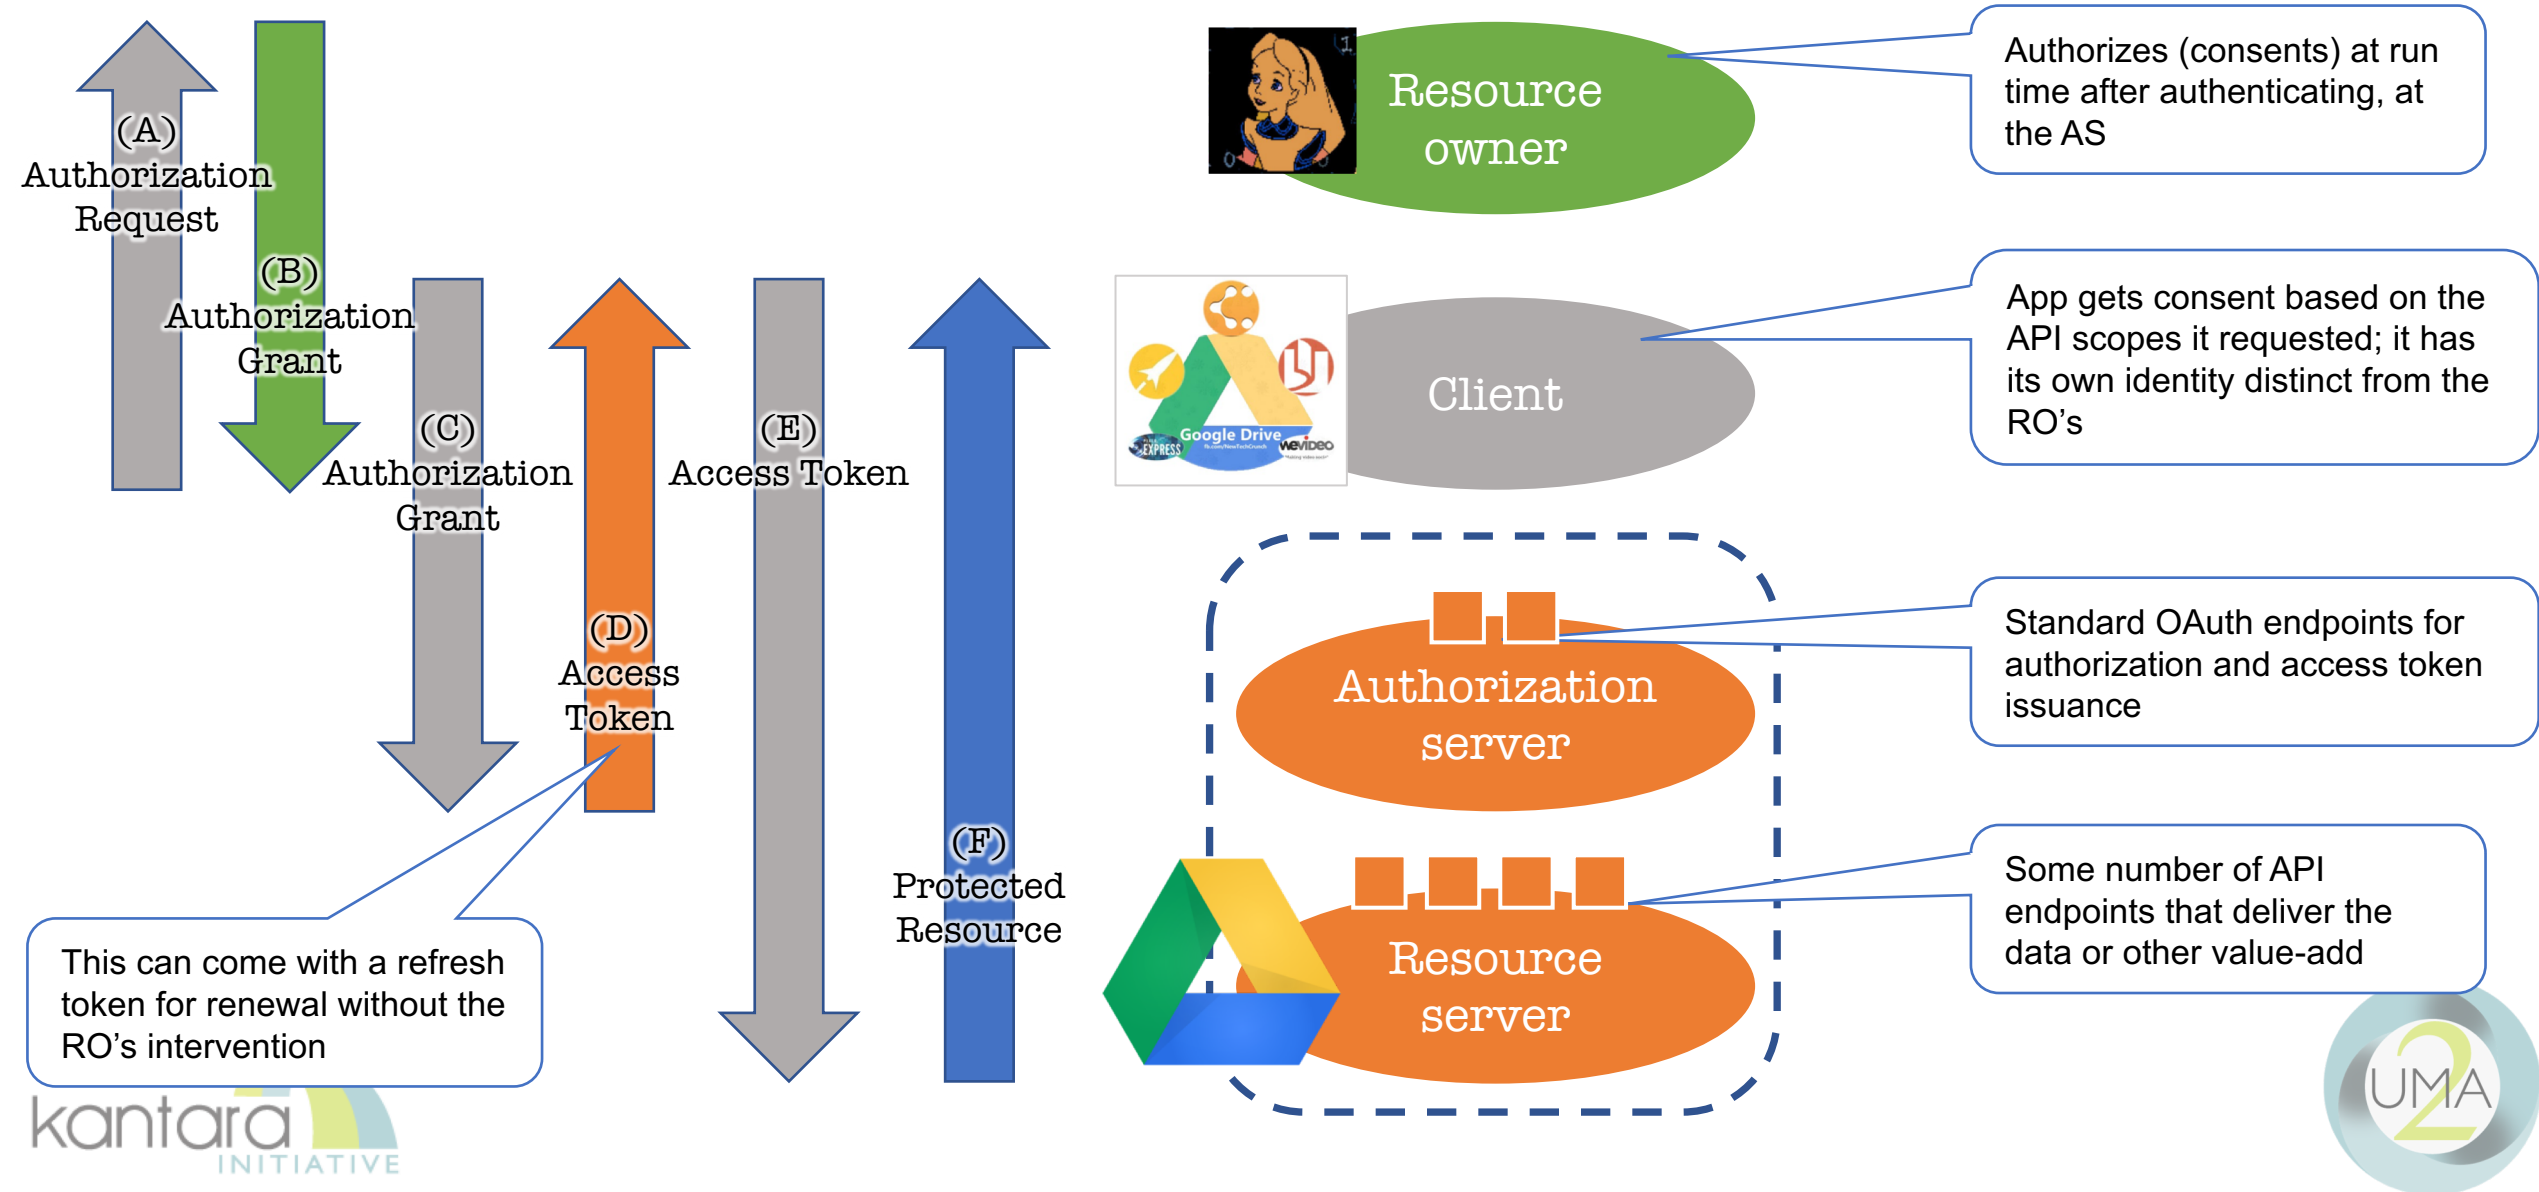 (A)
Authorization
Request
(B)
Authorization
Grant
(C)
Authorization
Grant
(D)
Access
Token
(E)
Access Token
(F)
Protected
Resource
This can come with a refresh
token for renewal without the
RO's intervention
1
0
0
Resource
owner
Authorizes (consents) at run
time after authenticating, at
the AS
Google Drive
EXPRESS
WEVIDEO
Client
App gets consent based on the
API scopes it requested; it has
its own identity distinct from the
RO's
Authorization
server
Standard OAuth endpoints for
authorization and access token
issuance
Resource
server
Some number of API
endpoints that deliver the
data or other value-add
kantara
INITIATIVE
UMA
2